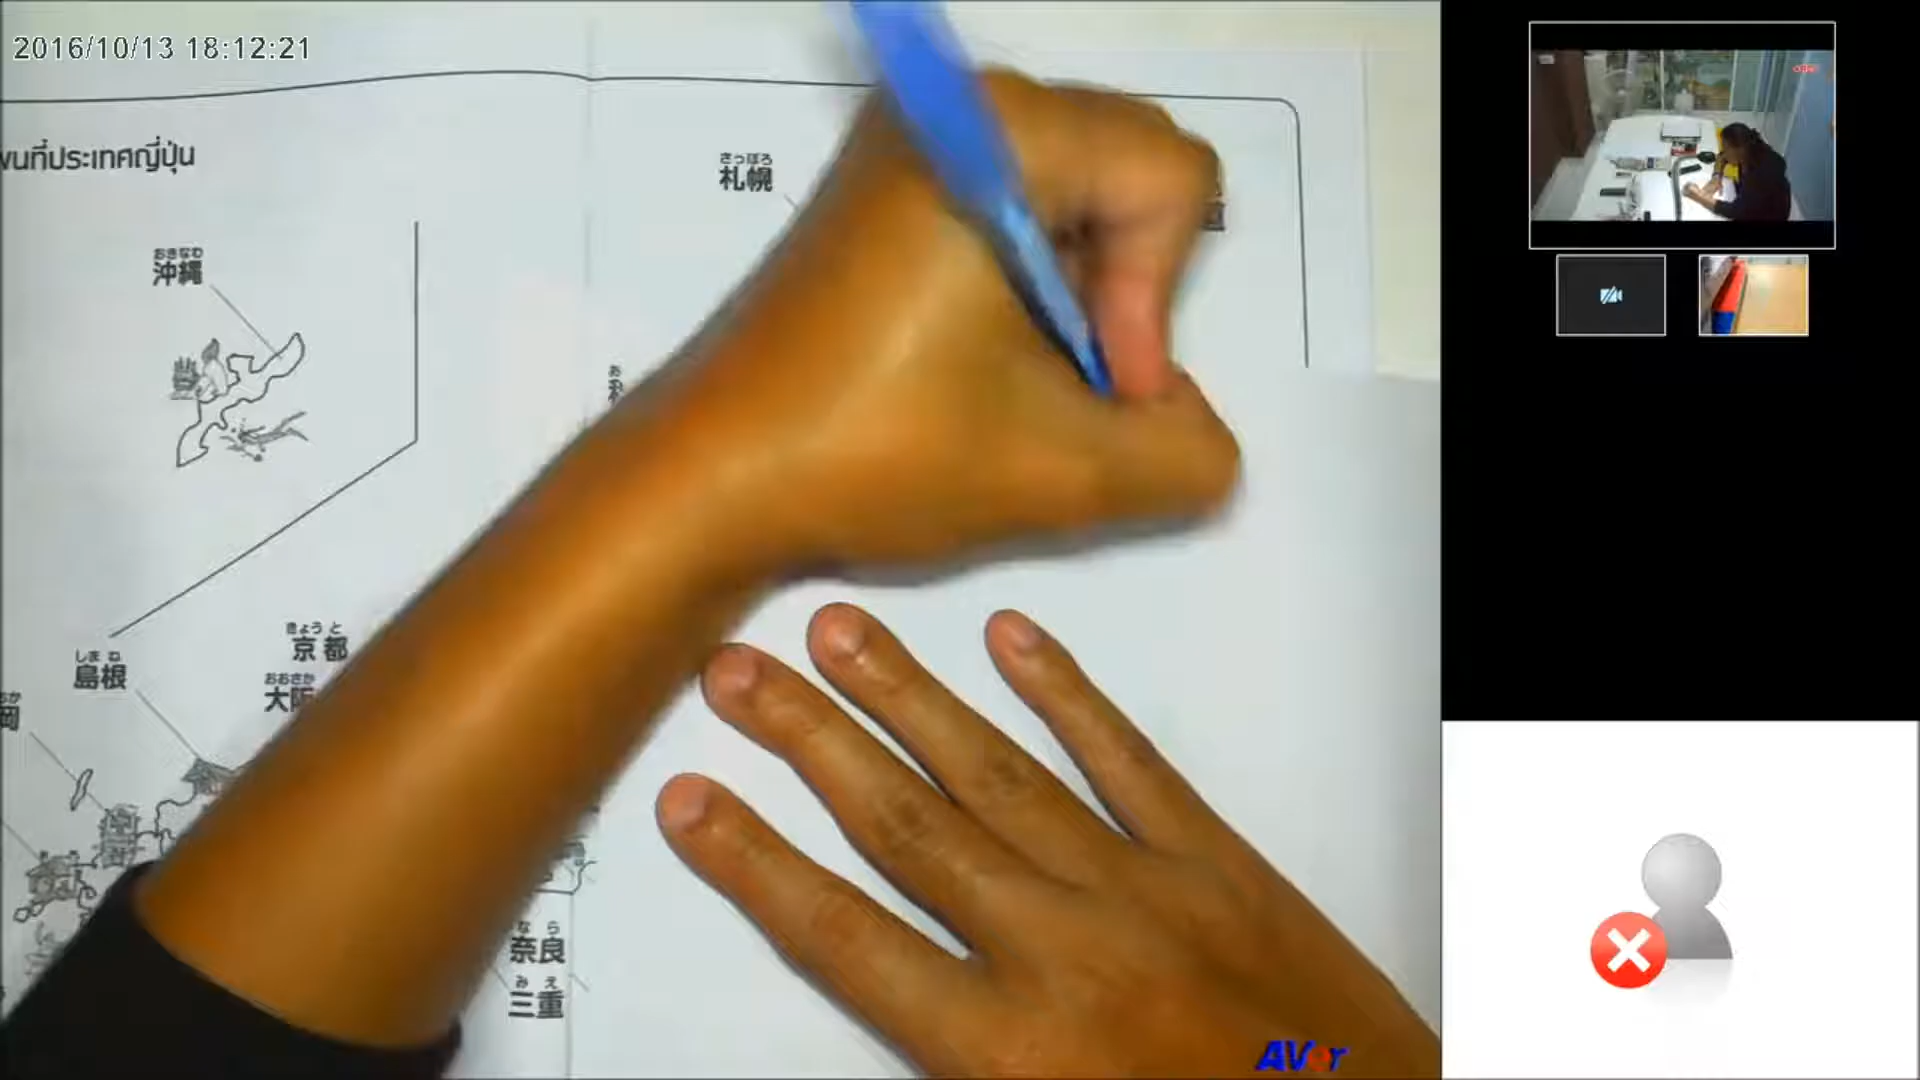 2016/10/13 18:12:21
ที่ประเทศญี่ปุ่น
さっぽろ
札幌
おきなわ
沖縄
お
きょうと
京都
しまね
島根
おおさか
大阪
なら
奈良
みえ
三重
AVer